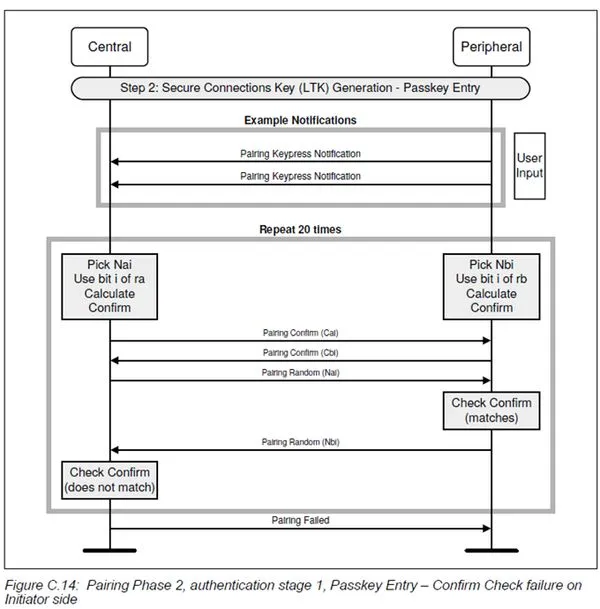 Central
Peripheral
Step 2: Secure Connections Key (LTK) Generation - Passkey Entry
Example Notifications
Pairing Keypress Notification
Pairing Keypress Notification
User
Input
Repeat 20 times
Pick Nai
Use bit i of ra
Calculate
Confirm
Pick Nbi
Use bit i of rb
Calculate
Confirm
Pairing Confirm (Cai)
Pairing Confirm (Cbi)
Pairing Random (Nai)
Check Confirm
(matches)
Pairing Random (Nbi)
Check Confirm
(does not match)
Pairing Failed
Figure C.14: Pairing Phase 2, authentication stage 1, Passkey Entry – Confirm Check failure on
Initiator side